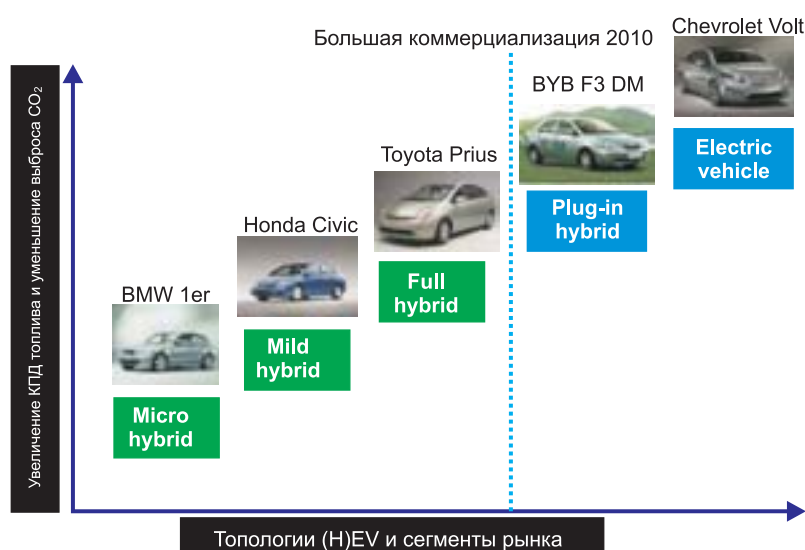 Chevrolet Volt
Большая коммерциализация 2010
BYB F3 DM
Electric
vehicle
Toyota Prius
Plug-in
hybrid
Honda Civic
Full
hybrid
BMW 1er
Mild
hybrid
Micro
hybrid
Увеличение КПД топлива и уменьшение выброса CO₂
Топологии (H)EV и сегменты рынка